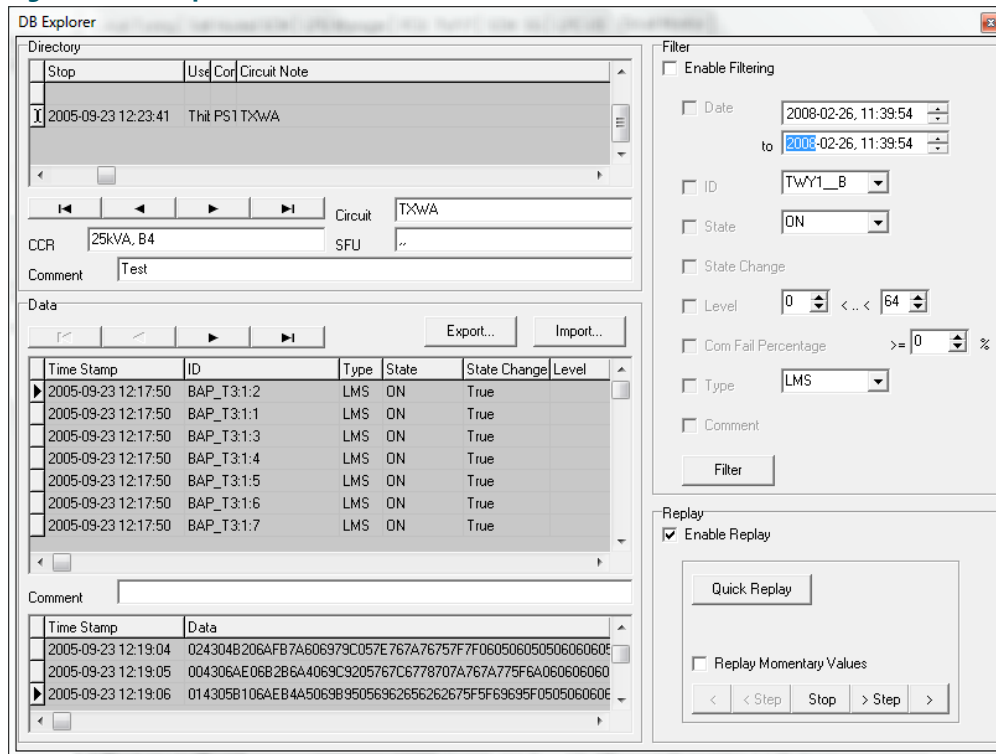 DB Explorer
Directory
Stop Use Cor Circuit Note
2005-09-23 12:23:41 Thil PS1 TXWA
Circuit TXWA
CCR 25kVA, B4 SFU ,,
Comment Test
Data
Export... Import...
Time Stamp ID Type State State Change Level
2005-09-23 12:17:50 BAP_T3:1:2 LMS ON True
2005-09-23 12:17:50 BAP_T3:1:1 LMS ON True
2005-09-23 12:17:50 BAP_T3:1:3 LMS ON True
2005-09-23 12:17:50 BAP_T3:1:4 LMS ON True
2005-09-23 12:17:50 BAP_T3:1:5 LMS ON True
2005-09-23 12:17:50 BAP_T3:1:6 LMS ON True
2005-09-23 12:17:50 BAP_T3:1:7 LMS ON True
Comment
Time Stamp Data
2005-09-23 12:19:04
2005-09-23 12:19:05
2005-09-23 12:19:06
Filter
Enable Filtering
Date 2008-02-26, 11:39:54
to 2008-02-26, 11:39:54
ID TWY1__B
State ON
State Change
Level 0 < .. < 64
Com Fail Percentage >= 0 %
Type LMS
Comment
Filter
Replay
Enable Replay
Quick Replay
Replay Momentary Values
< < Step Stop > Step >